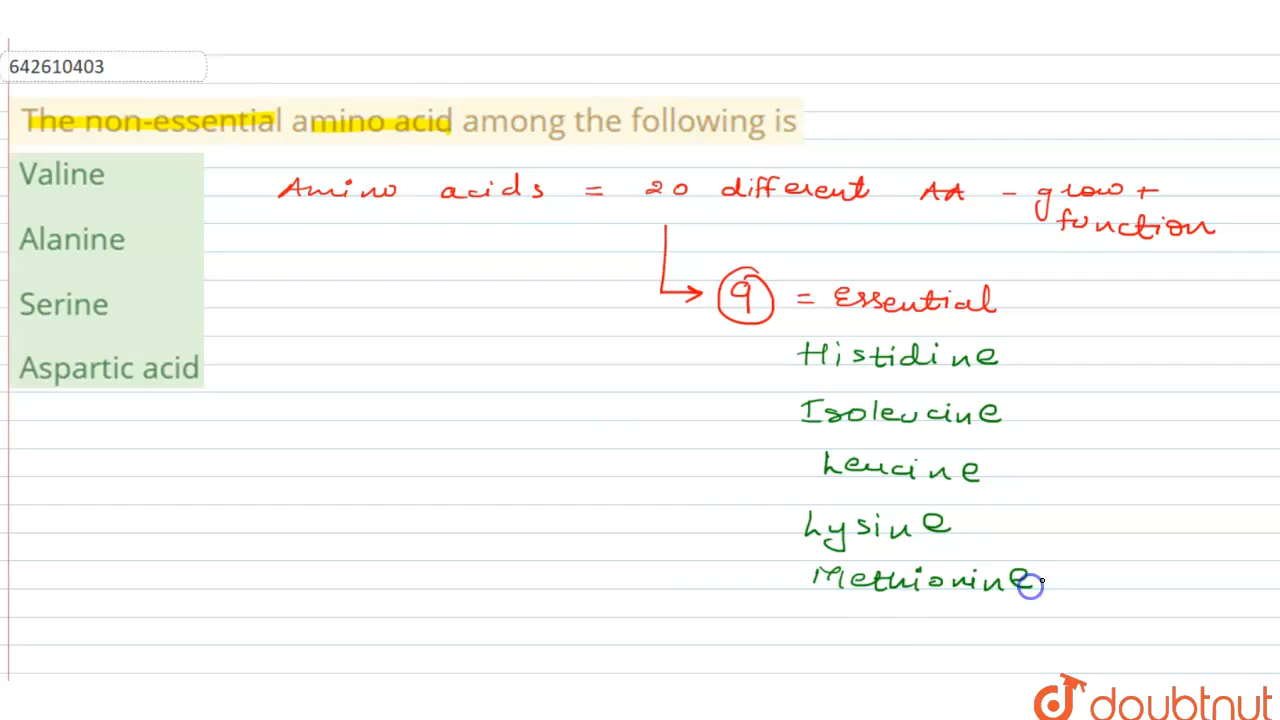 642610403
The non-essential amino acid among the following is
Valine
Alanine
Serine
Aspartic acid
Amino acids = 20 different AA - grow +
function
9 = Essential
Histidine
Isoleucine
Leucine
Lysine
Methionine
doubtnut